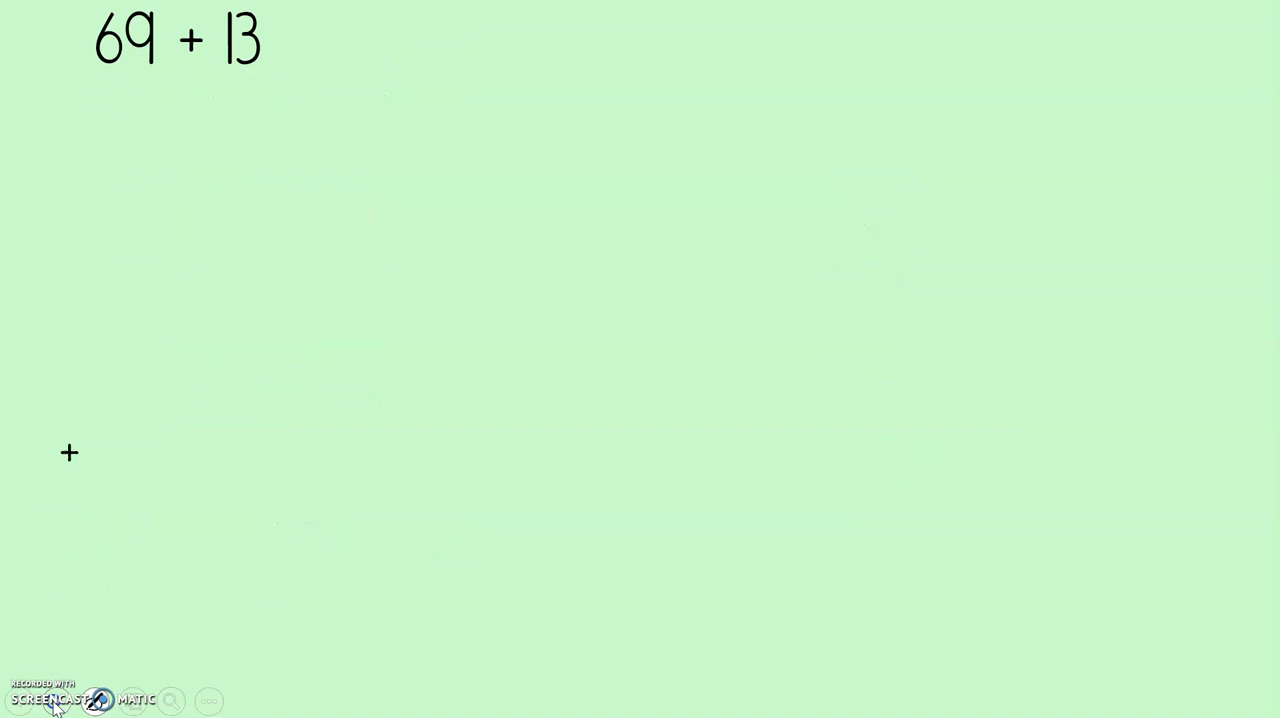 69 + 13
+
RECORDED WITH
SCREENCAST MATIC